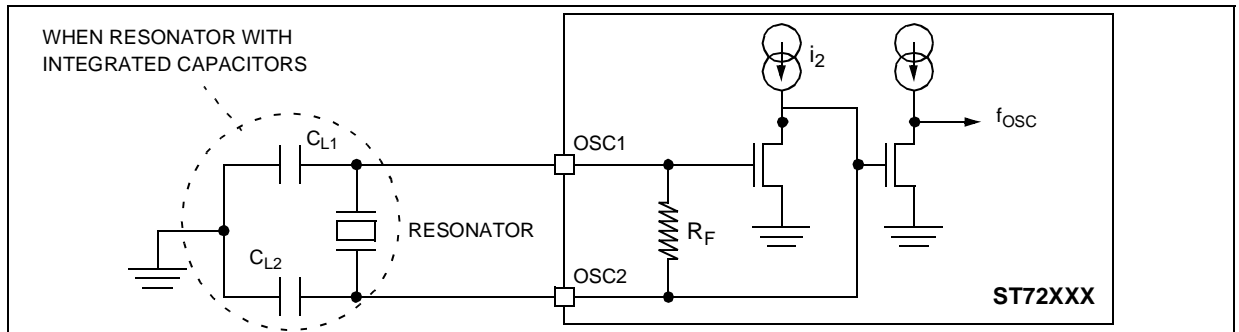 WHEN RESONATOR WITH
INTEGRATED CAPACITORS
i2
fOSC
CL1
OSC1
RESONATOR
RF
CL2
OSC2
ST72XXX